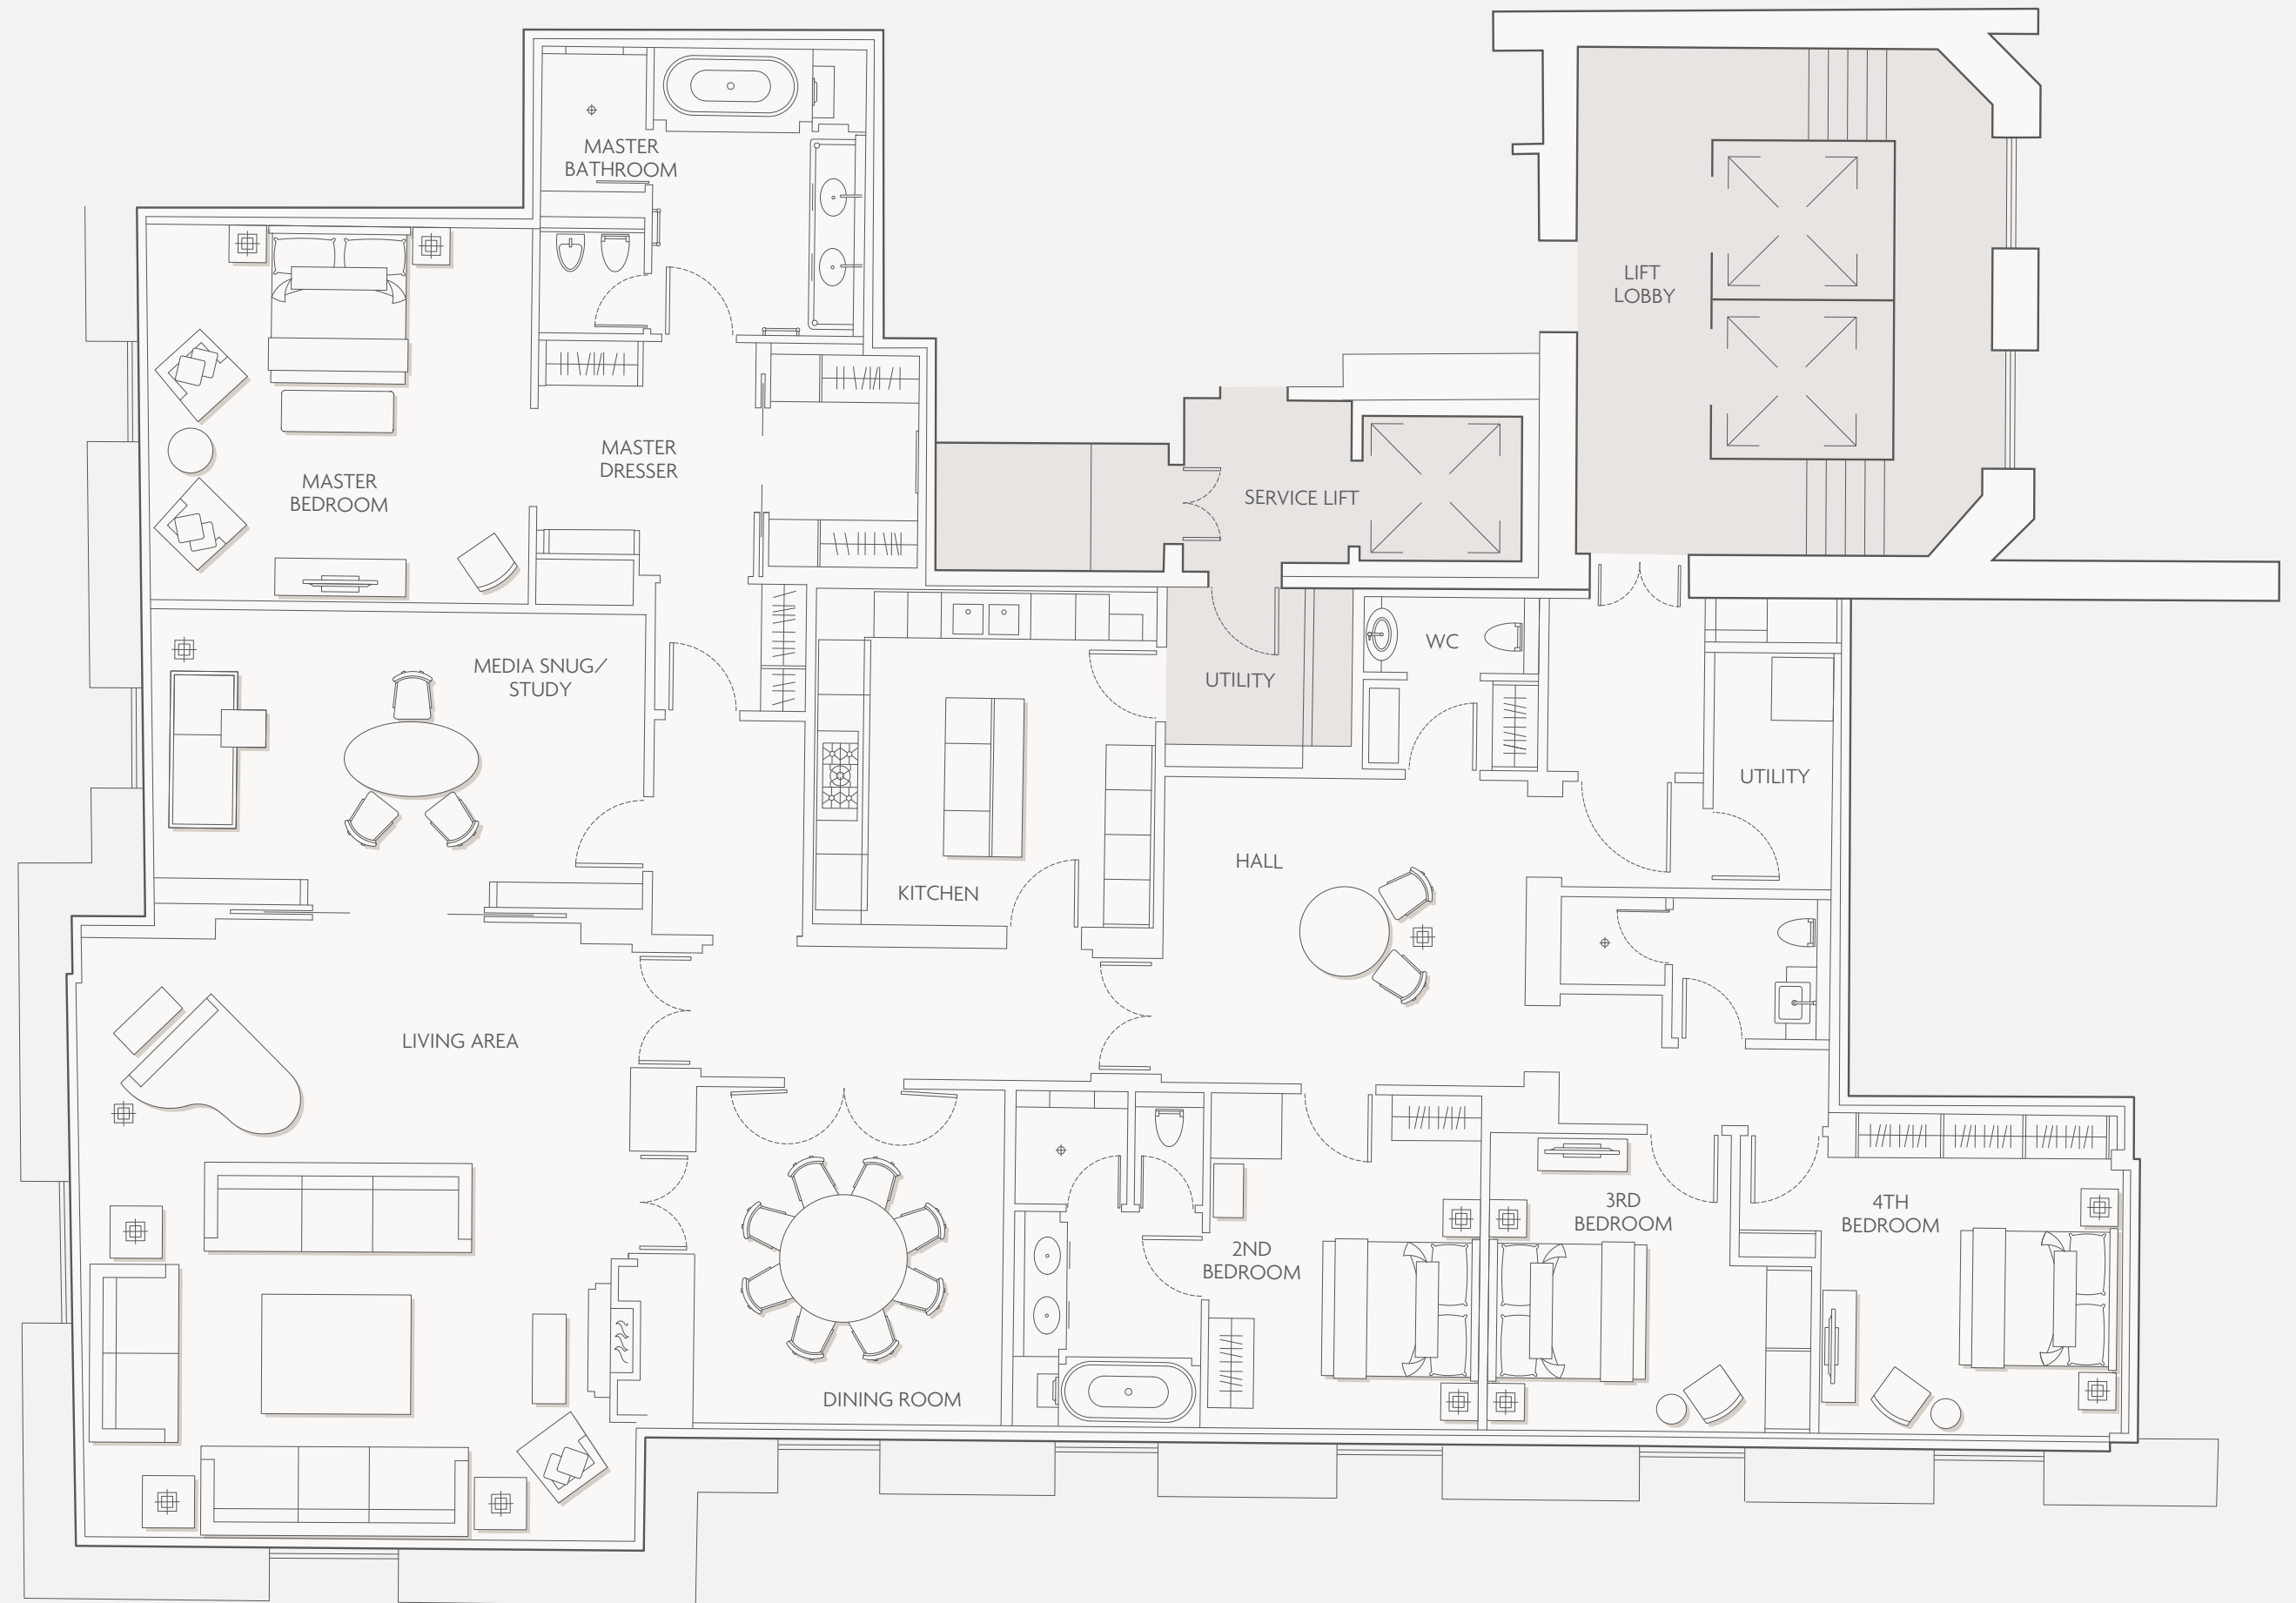 MASTER
BATHROOM
LIFT
LOBBY
MASTER
DRESSER
MASTER
BEDROOM
SERVICE LIFT
MEDIA SNUG/
STUDY
UTILITY
WC
UTILITY
KITCHEN
HALL
LIVING AREA
DINING ROOM
2ND
BEDROOM
3RD
BEDROOM
4TH
BEDROOM